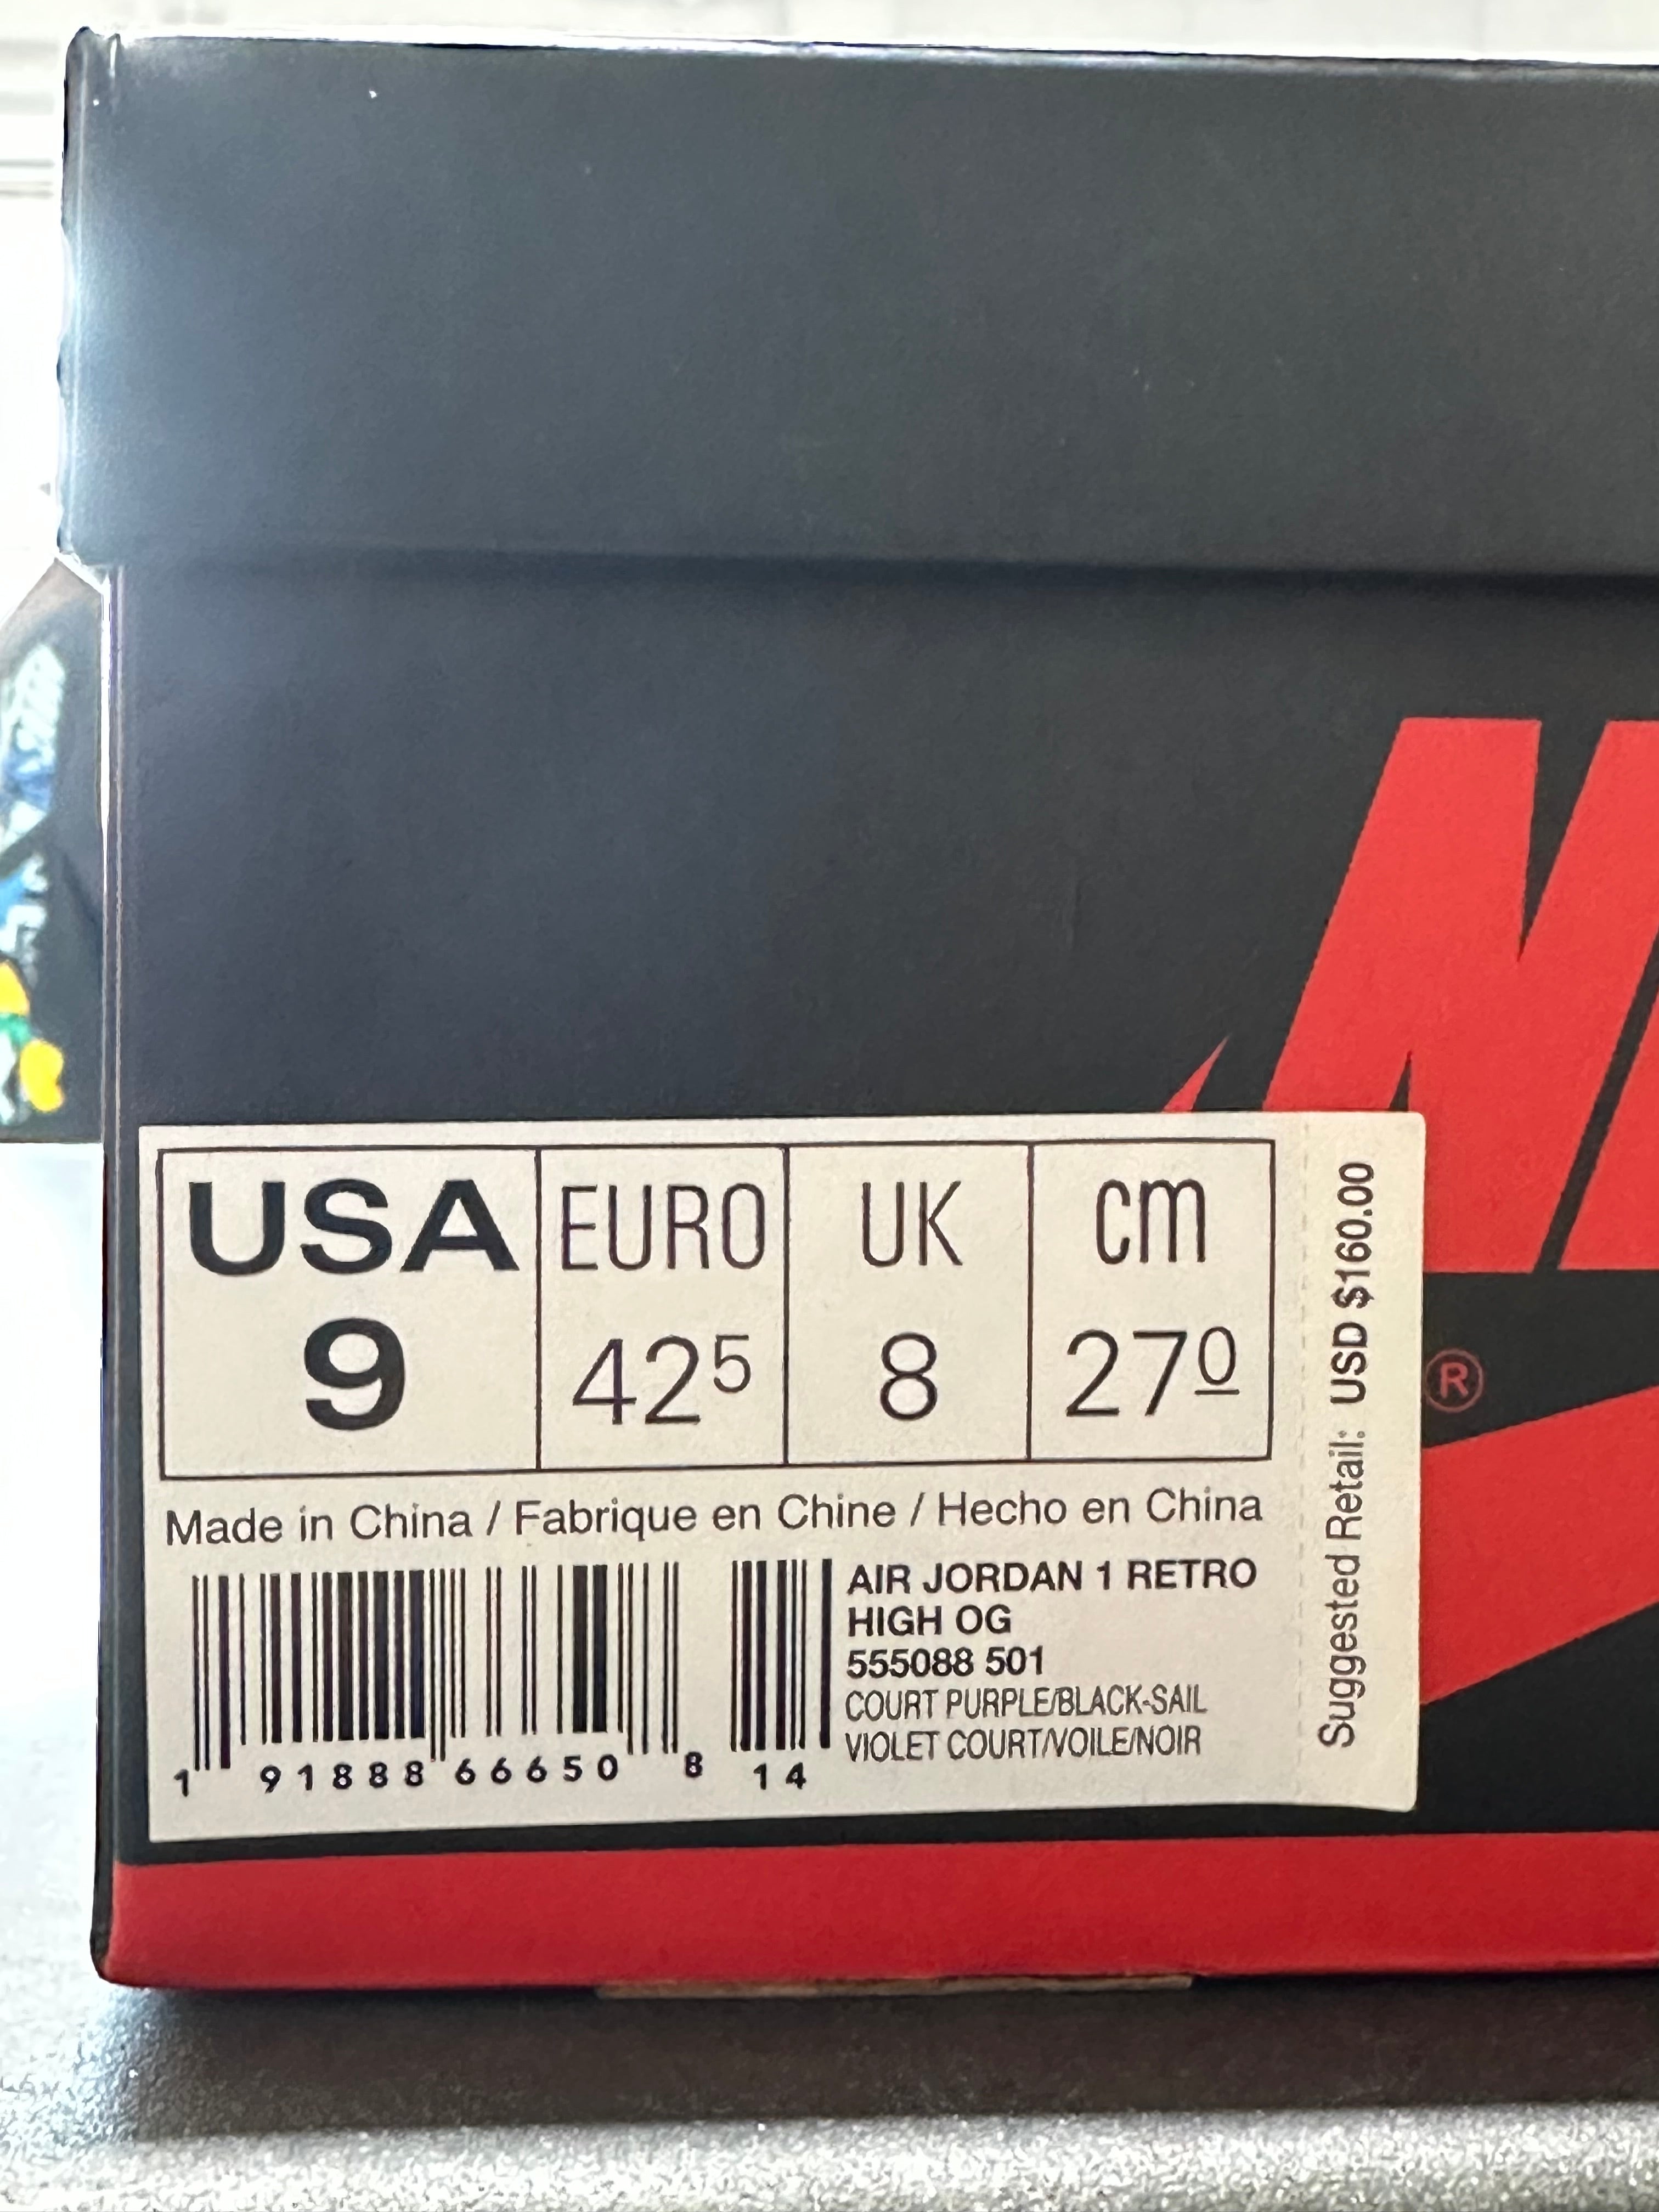 USA EURO UK cm
9 42⁵ 8 27⁰
Made in China / Fabrique en Chine / Hecho en China
AIR JORDAN 1 RETRO
HIGH OG
555088 501
COURT PURPLE/BLACK-SAIL
VIOLET COURT/VOILE/NOIR
1 91888 66650 8 14
Suggested Retail: USD $160.00
®